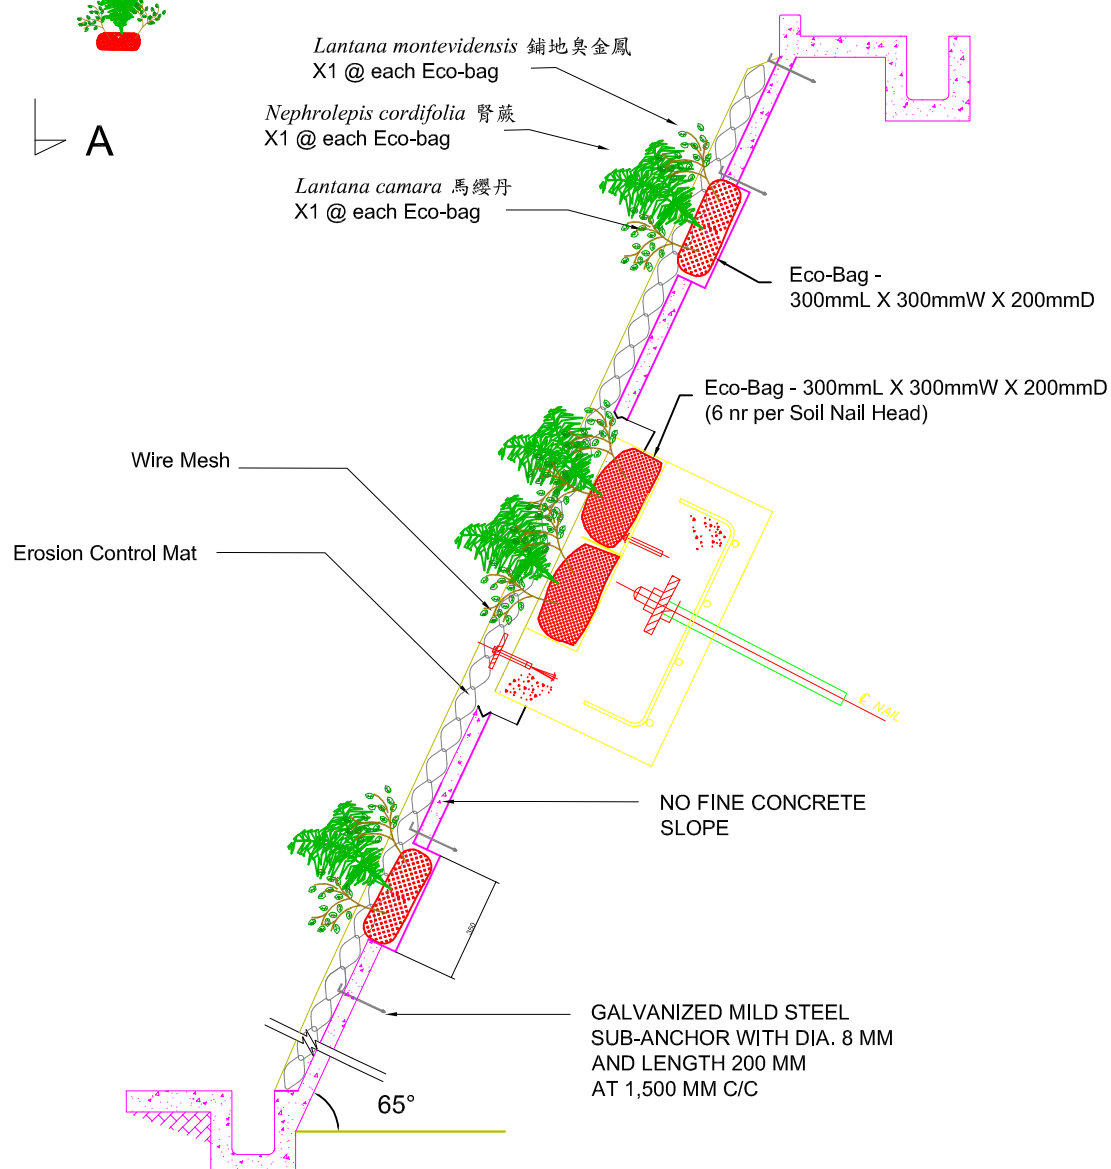 Lantana montevidensis 鋪地臭金鳳
X1 @ each Eco-bag
Nephrolepis cordifolia 腎蕨
X1 @ each Eco-bag
A
Lantana camara 馬纓丹
X1 @ each Eco-bag
Eco-Bag -
300mmL X 300mmW X 200mmD
Eco-Bag - 300mmL X 300mmW X 200mmD
(6 nr per Soil Nail Head)
Wire Mesh
Erosion Control Mat
℄ NAIL
NO FINE CONCRETE
SLOPE
350
GALVANIZED MILD STEEL
SUB-ANCHOR WITH DIA. 8 MM
AND LENGTH 200 MM
AT 1,500 MM C/C
65°